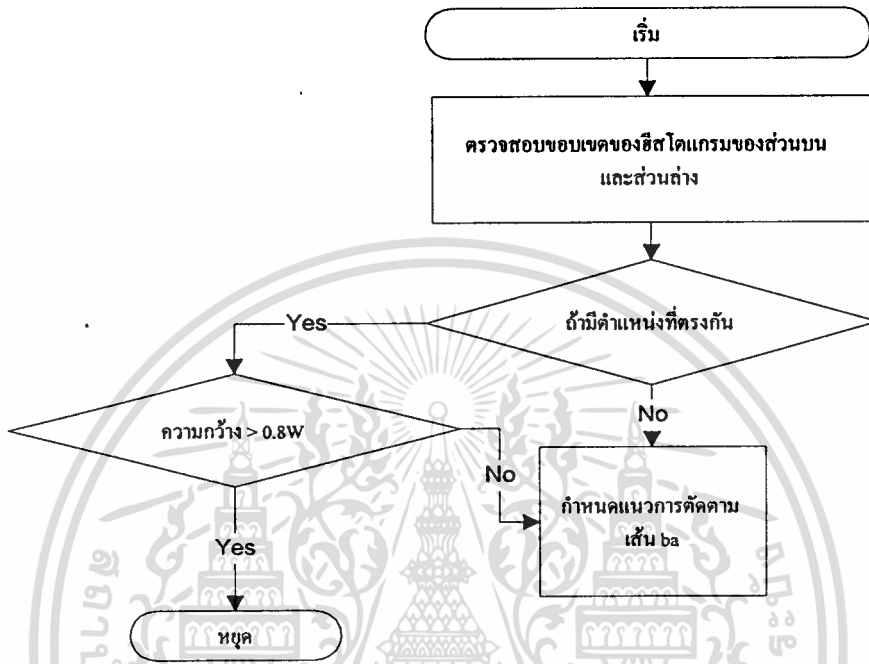 เริ่ม
ตรวจสอบขอบเขตของฮีสโตแกรมของส่วนบน
และส่วนล่าง
ถ้ามีตำแหน่งที่ตรงกัน
Yes
No
ความกว้าง > 0.8W
No
กำหนดแนวการตัดตาม
เส้น ba
Yes
หยุด